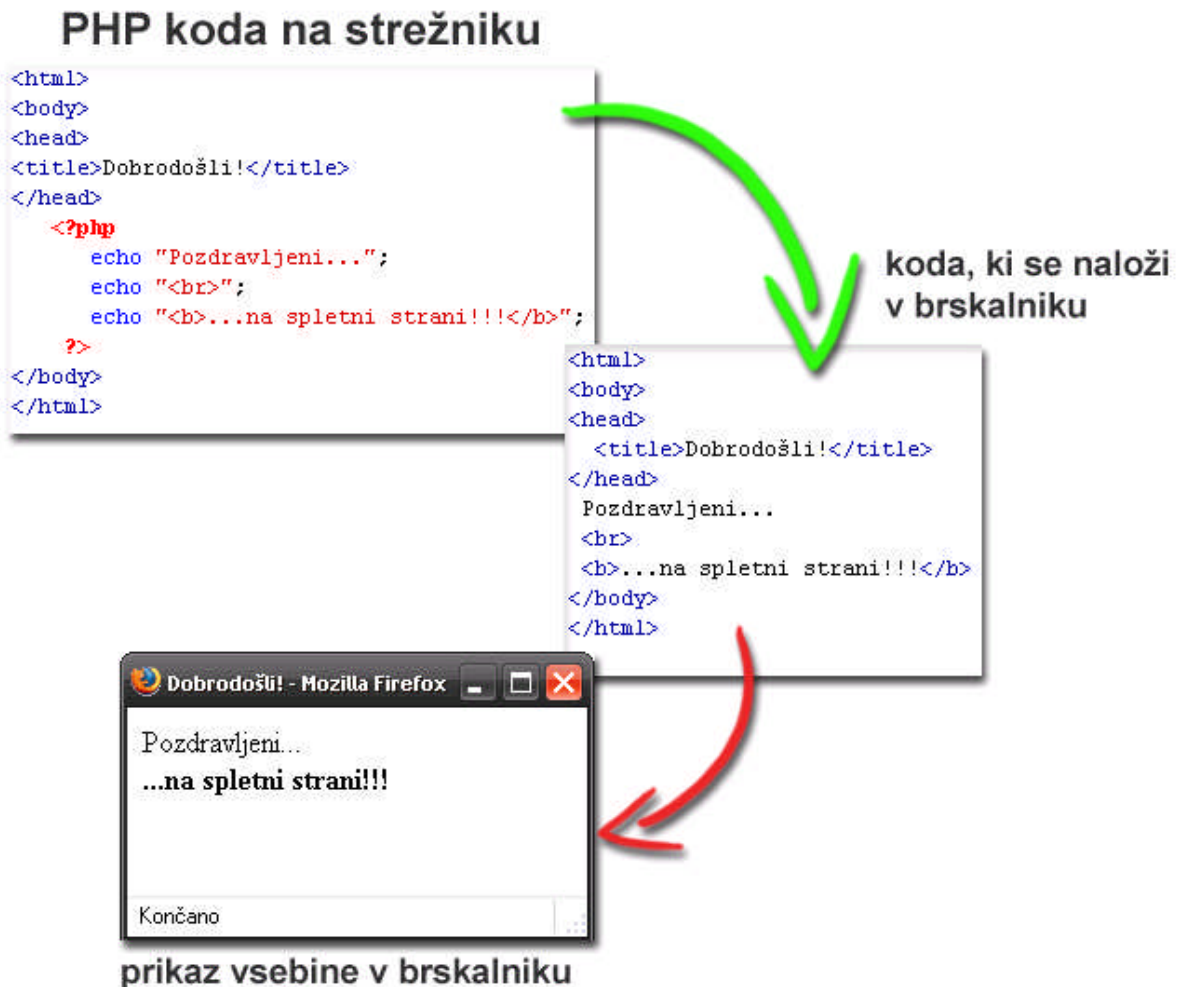 PHP koda na strežniku
<html>
<body>
<head>
<title>Dobrodošli!</title>
</head>
<?php
echo "Pozdravljeni...";
echo "<br>";
echo "<b>...na spletni strani!!!</b>";
?>
</body>
</html>
koda, ki se naloži
v brskalniku
<html>
<body>
<head>
<title>Dobrodošli!</title>
</head>
Pozdravljeni...
<br>
<b>...na spletni strani!!!</b>
</body>
</html>
Dobrodošli! - Mozilla Firefox
Pozdravljeni...
...na spletni strani!!!
Končano
prikaz vsebine v brskalniku